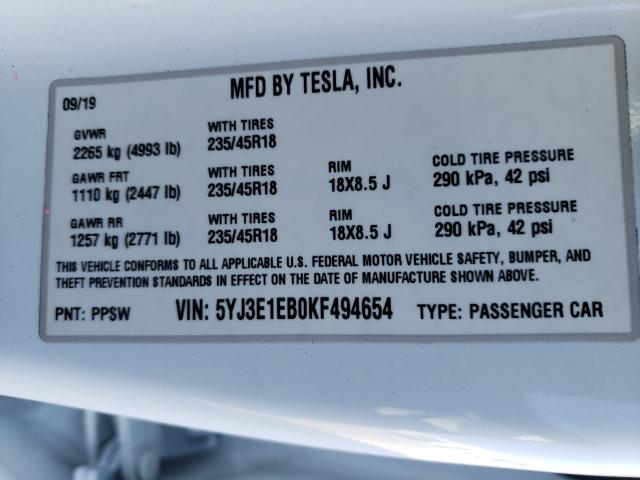 MFD BY TESLA, INC.
09/19
GVWR WITH TIRES
2265 kg (4993 lb) 235/45R18
GAWR FRT WITH TIRES RIM COLD TIRE PRESSURE
1110 kg (2447 lb) 235/45R18 18X8.5 J 290 kPa, 42 psi
GAWR RR WITH TIRES RIM COLD TIRE PRESSURE
1257 kg (2771 lb) 235/45R18 18X8.5 J 290 kPa, 42 psi
THIS VEHICLE CONFORMS TO ALL APPLICABLE U.S. FEDERAL MOTOR VEHICLE SAFETY, BUMPER, AND
THEFT PREVENTION STANDARDS IN EFFECT ON THE DATE OF MANUFACTURE SHOWN ABOVE.
PNT: PPSW VIN: 5YJ3E1EB0KF494654 TYPE: PASSENGER CAR